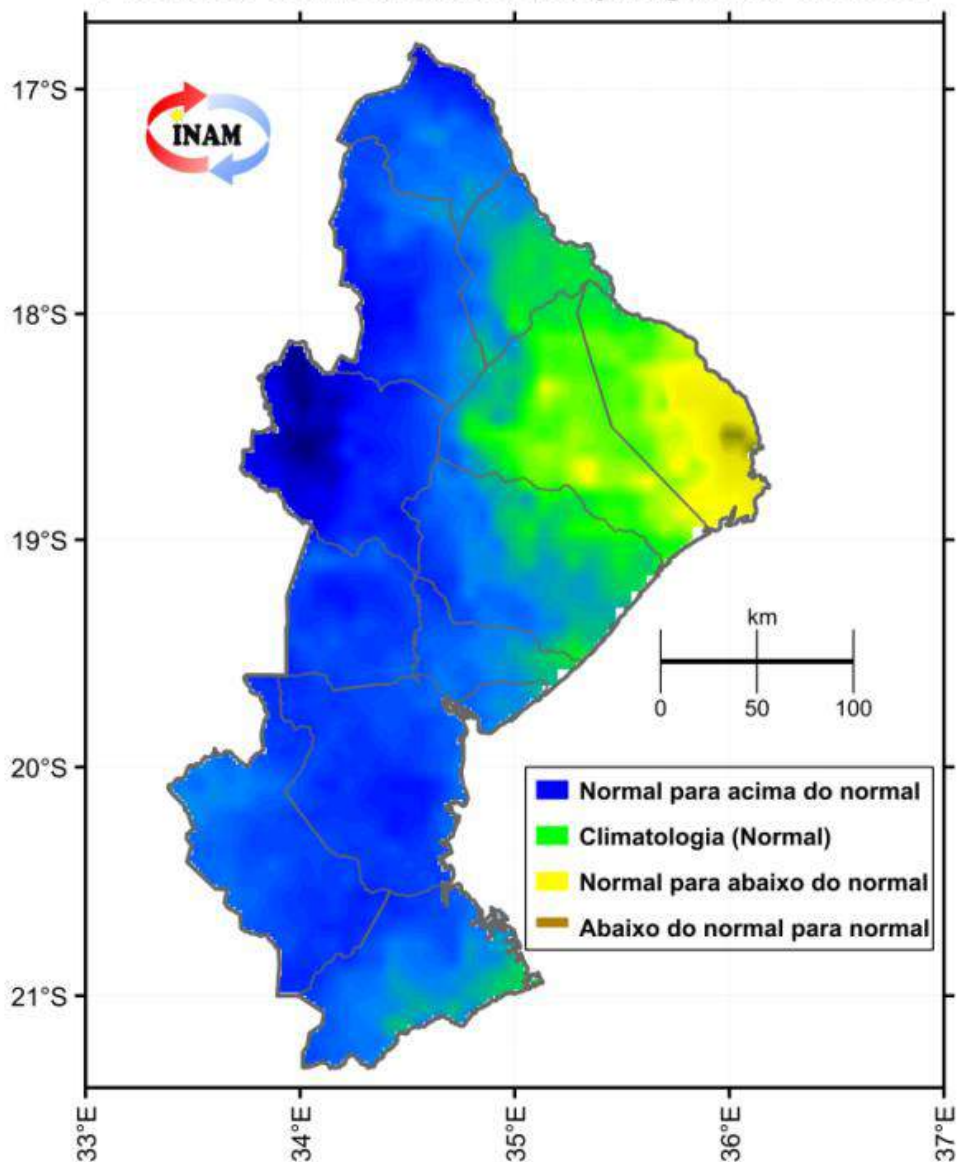 17°S
INAM
18°S
19°S
km
0 50 100
20°S
Normal para acima do normal
Climatologia (Normal)
Normal para abaixo do normal
Abaixo do normal para normal
21°S
33°E 34°E 35°E 36°E 37°E